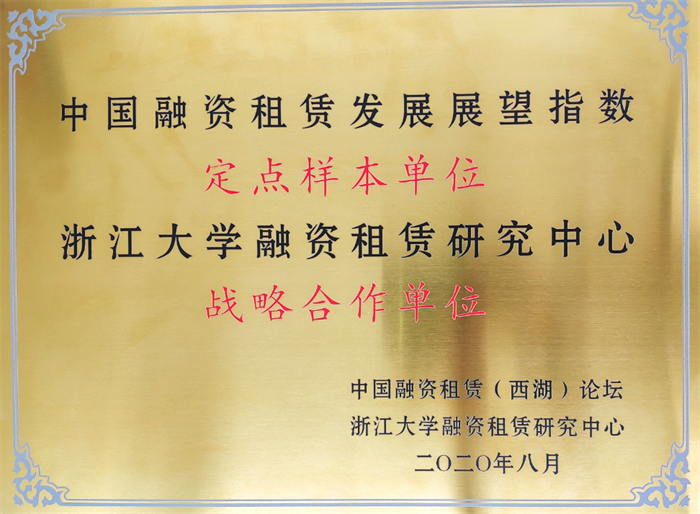 中国融资租赁发展展望指数
定点样本单位
浙江大学融资租赁研究中心
战略合作单位
中国融资租赁（西湖）论坛
浙江大学融资租赁研究中心
二〇二〇年八月